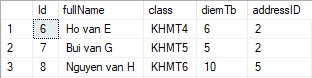 Id fullName class diemTb addressID
1 6 Ho van E KHMT4 6 2
2 7 Bui van G KHMT5 5 2
3 8 Nguyen van H KHMT6 10 5